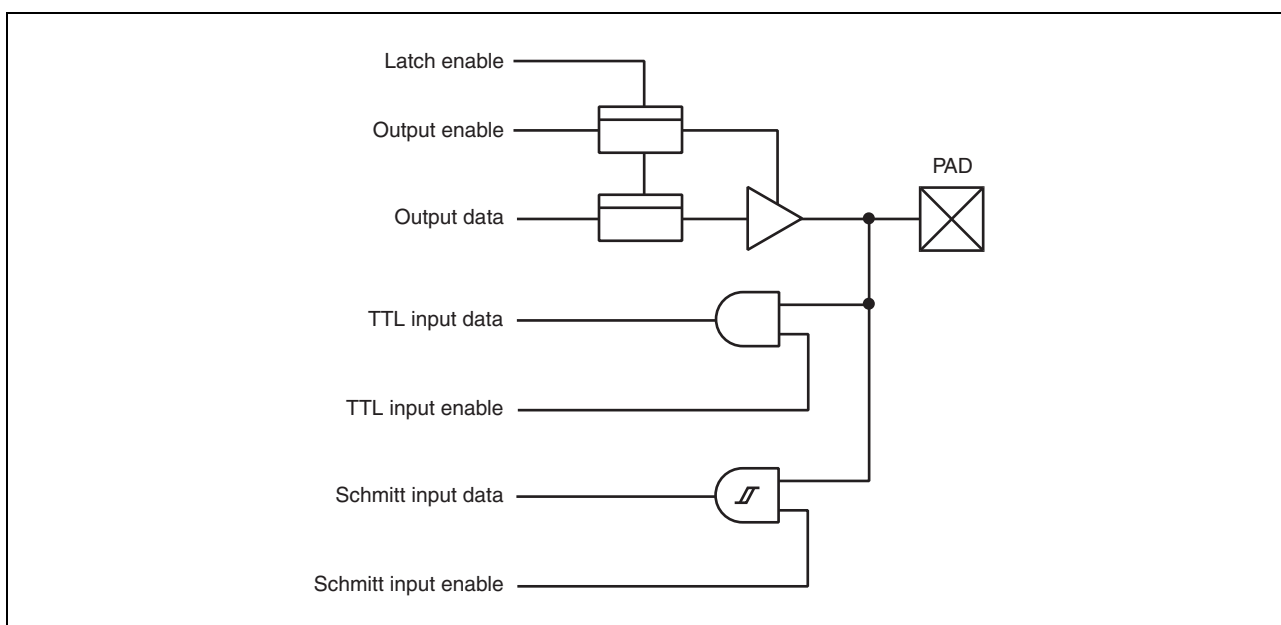 Latch enable
Output enable
PAD
Output data
TTL input data
TTL input enable
Schmitt input data
Schmitt input enable